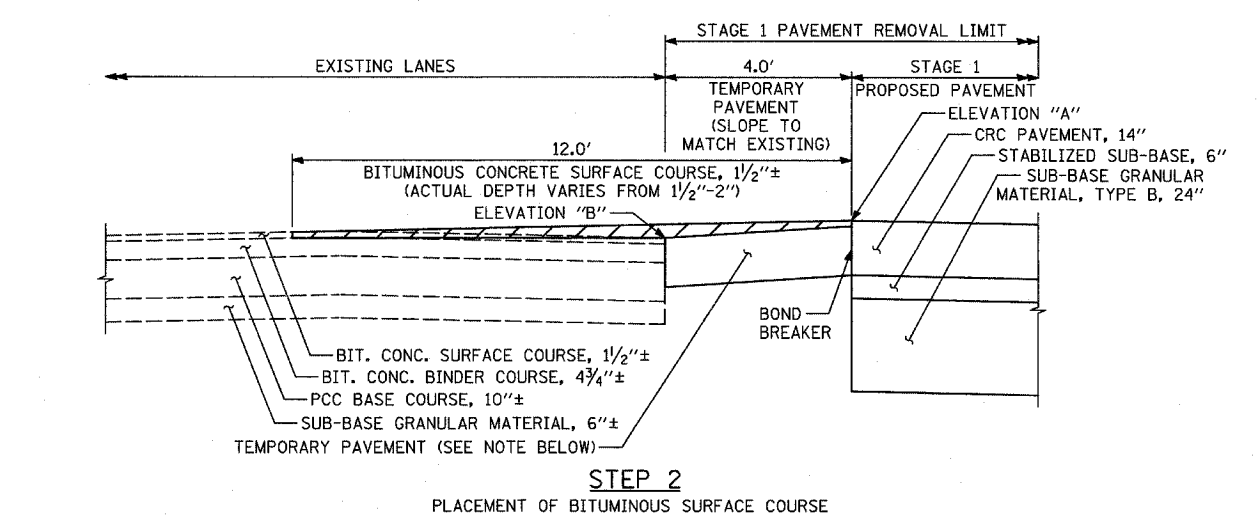 STAGE 1 PAVEMENT REMOVAL LIMIT
EXISTING LANES
4.0'
STAGE 1
TEMPORARY
PAVEMENT
(SLOPE TO
MATCH EXISTING)
PROPOSED PAVEMENT
ELEVATION "A"
CRC PAVEMENT, 14"
STABILIZED SUB-BASE, 6"
SUB-BASE GRANULAR
MATERIAL, TYPE B, 24"
12.0'
BITUMINOUS CONCRETE SURFACE COURSE, 1½"±
(ACTUAL DEPTH VARIES FROM 1½"-2")
ELEVATION "B"
BOND
BREAKER
BIT. CONC. SURFACE COURSE, 1½"±
BIT. CONC. BINDER COURSE, 4¾"±
PCC BASE COURSE, 10"±
SUB-BASE GRANULAR MATERIAL, 6"±
TEMPORARY PAVEMENT (SEE NOTE BELOW)
STEP 2
PLACEMENT OF BITUMINOUS SURFACE COURSE